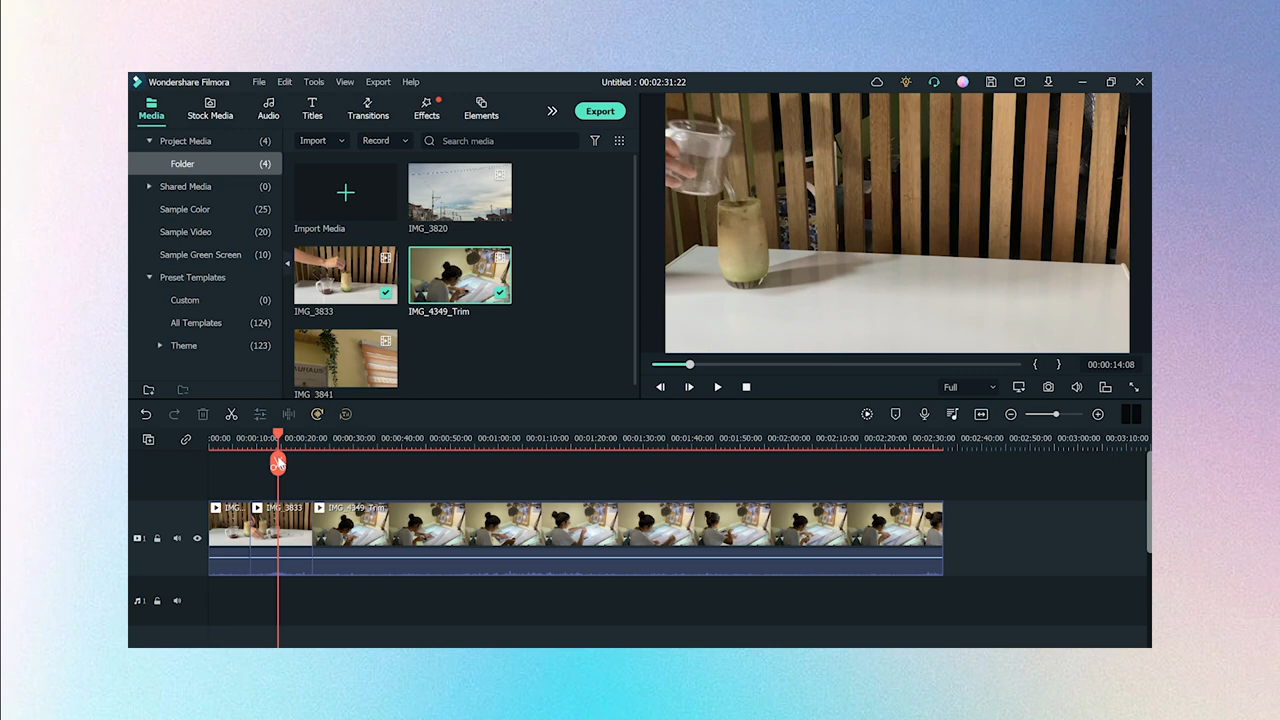 Wondershare Filmora File Edit Tools View Export Help Untitled : 00:02:31:22
Media Stock Media Audio Titles Transitions Effects Elements Export
Project Media (4)
Folder (4)
Shared Media (0)
Sample Color (25)
Sample Video (20)
Sample Green Screen (10)
Preset Templates
Custom (0)
All Templates (124)
Theme (123)
Import Record Search media
Import Media IMG_3820
IMG_3833 IMG_4349_Trim
IMG_3841
00:00:14:08
Full
:00:00 00:00:10:00 00:00:20:00 00:00:30:00 00:00:40:00 00:00:50:00 00:01:00:00 00:01:10:00 00:01:20:00 00:01:30:00 00:01:40:00 00:01:50:00 00:02:00:00 00:02:10:00 00:02:20:00 00:02:30:00 00:02:40:00 00:02:50:00 00:03:00:00 00:03:10:00
IMG... IMG_3833 IMG_4349_Trim
1
1